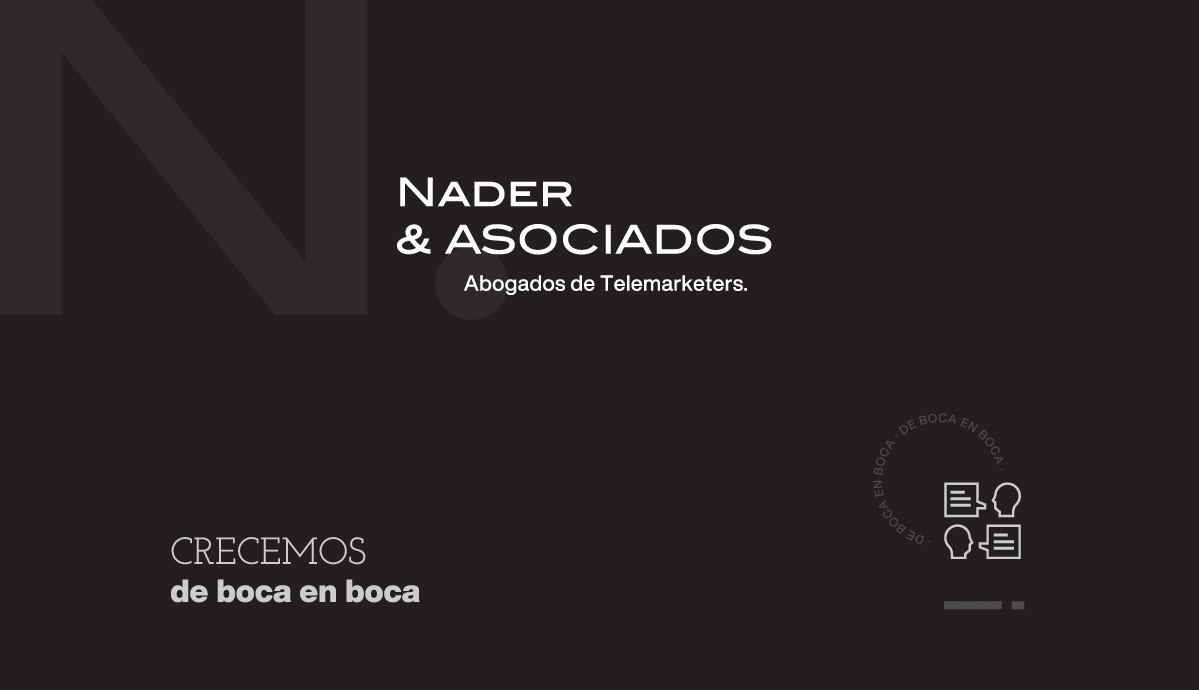 N.
NADER
& ASOCIADOS
Abogados de Telemarketers.
CRECEMOS
de boca en boca
· DE BOCA EN BOCA · DE BOCA EN BOCA ·